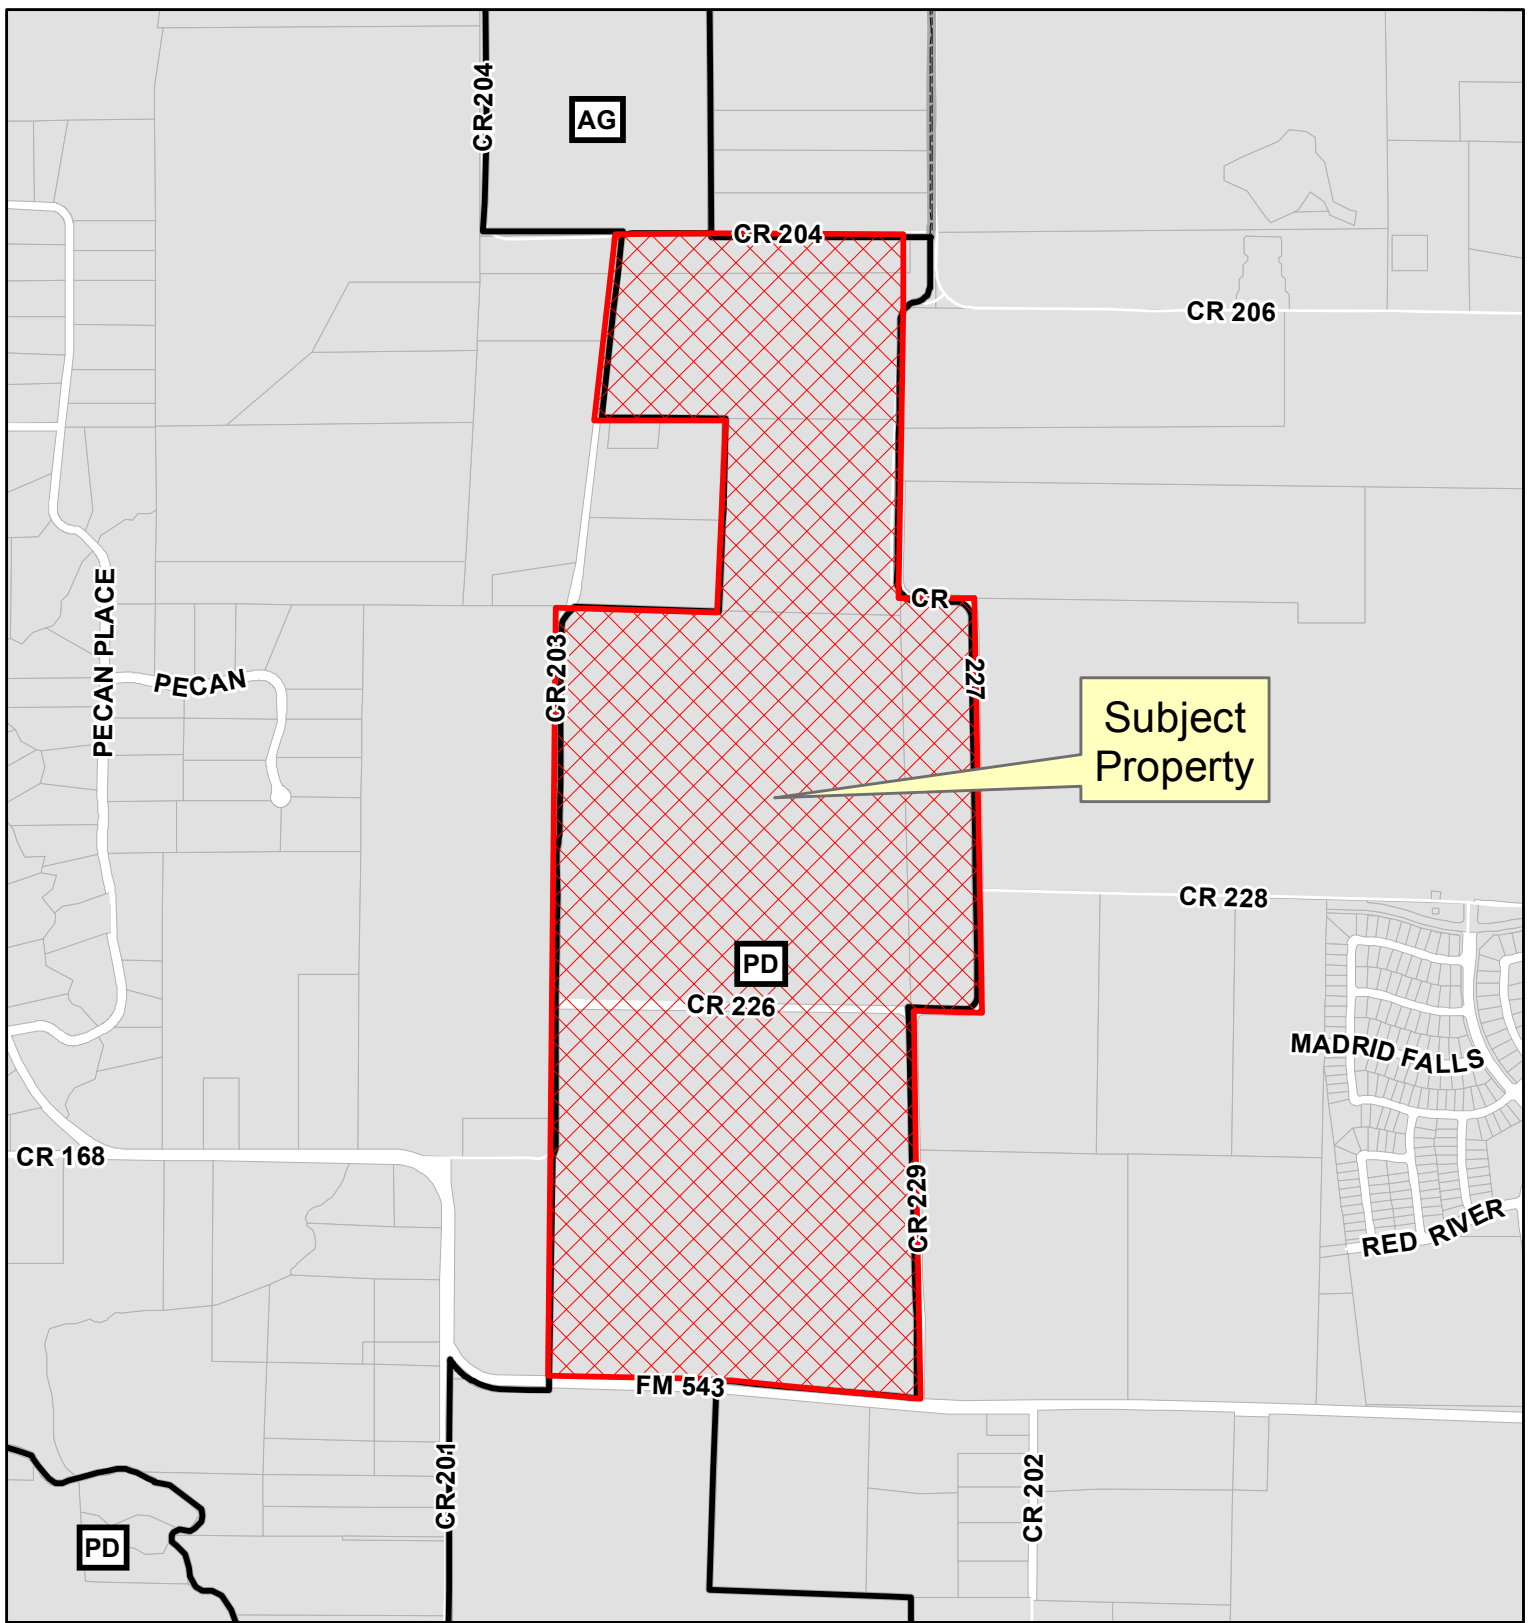 CR 204
AG
CR 204
CR 206
CR
PECAN PLACE
PECAN
CR 203
227
Subject
Property
CR 228
PD
CR 226
MADRID FALLS
CR 168
CR 229
RED RIVER
FM 543
CR 201
CR 202
PD